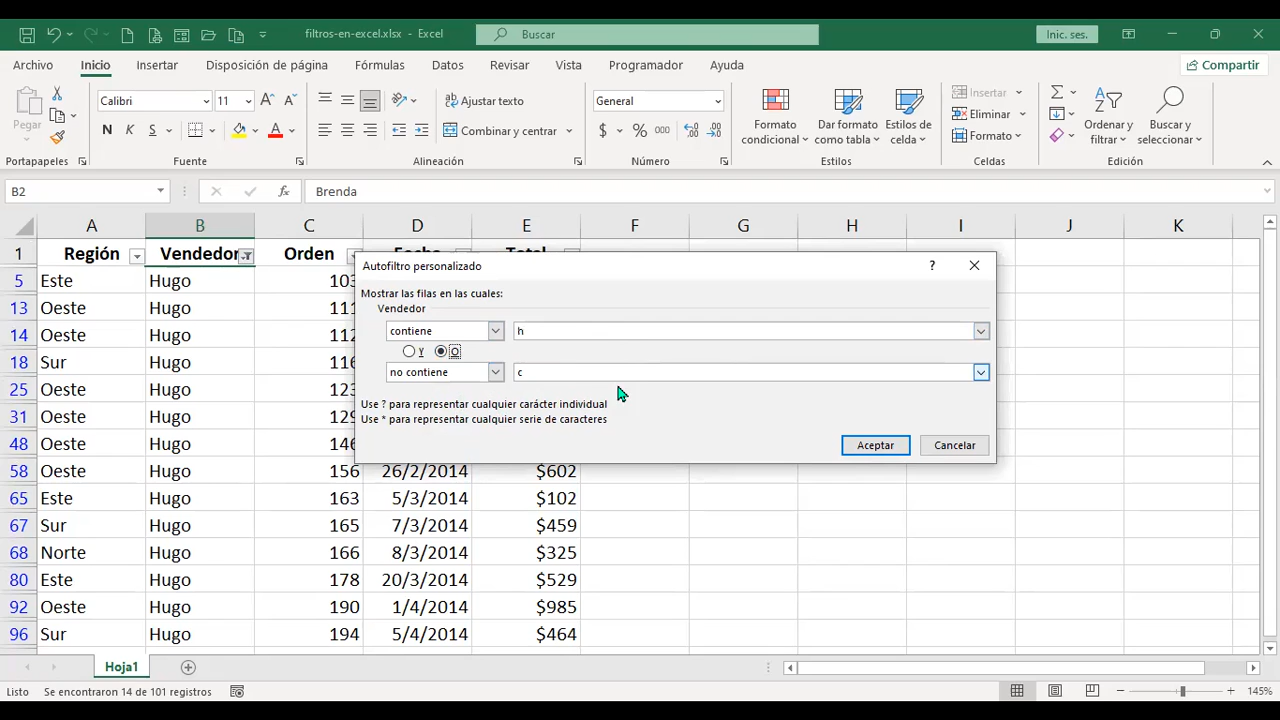 filtros-en-excel.xlsx - Excel
Buscar
Inic. ses.
Archivo Inicio Insertar Disposición de página Fórmulas Datos Revisar Vista Programador Ayuda Compartir
Pegar
Calibri 11
N K S
Ajustar texto
Combinar y centrar
General
$ % 000
Formato condicional
Dar formato como tabla
Estilos de celda
Insertar
Eliminar
Formato
Ordenar y filtrar
Buscar y seleccionar
Portapapeles Fuente Alineación Número Estilos Celdas Edición
B2 fx Brenda
A B C D E F G H I J K
1 Región Vendedor Orden
5 Este Hugo
13 Oeste Hugo
14 Oeste Hugo
18 Sur Hugo
25 Oeste Hugo
31 Oeste Hugo
48 Oeste Hugo
58 Oeste Hugo 156 26/2/2014 $602
65 Este Hugo 163 5/3/2014 $102
67 Sur Hugo 165 7/3/2014 $459
68 Norte Hugo 166 8/3/2014 $325
80 Este Hugo 178 20/3/2014 $529
92 Oeste Hugo 190 1/4/2014 $985
96 Sur Hugo 194 5/4/2014 $464
Autofiltro personalizado ?
Mostrar las filas en las cuales:
Vendedor
contiene h
Y O
no contiene c
Use ? para representar cualquier carácter individual
Use * para representar cualquier serie de caracteres
Aceptar Cancelar
Hoja1
Listo Se encontraron 14 de 101 registros 145%